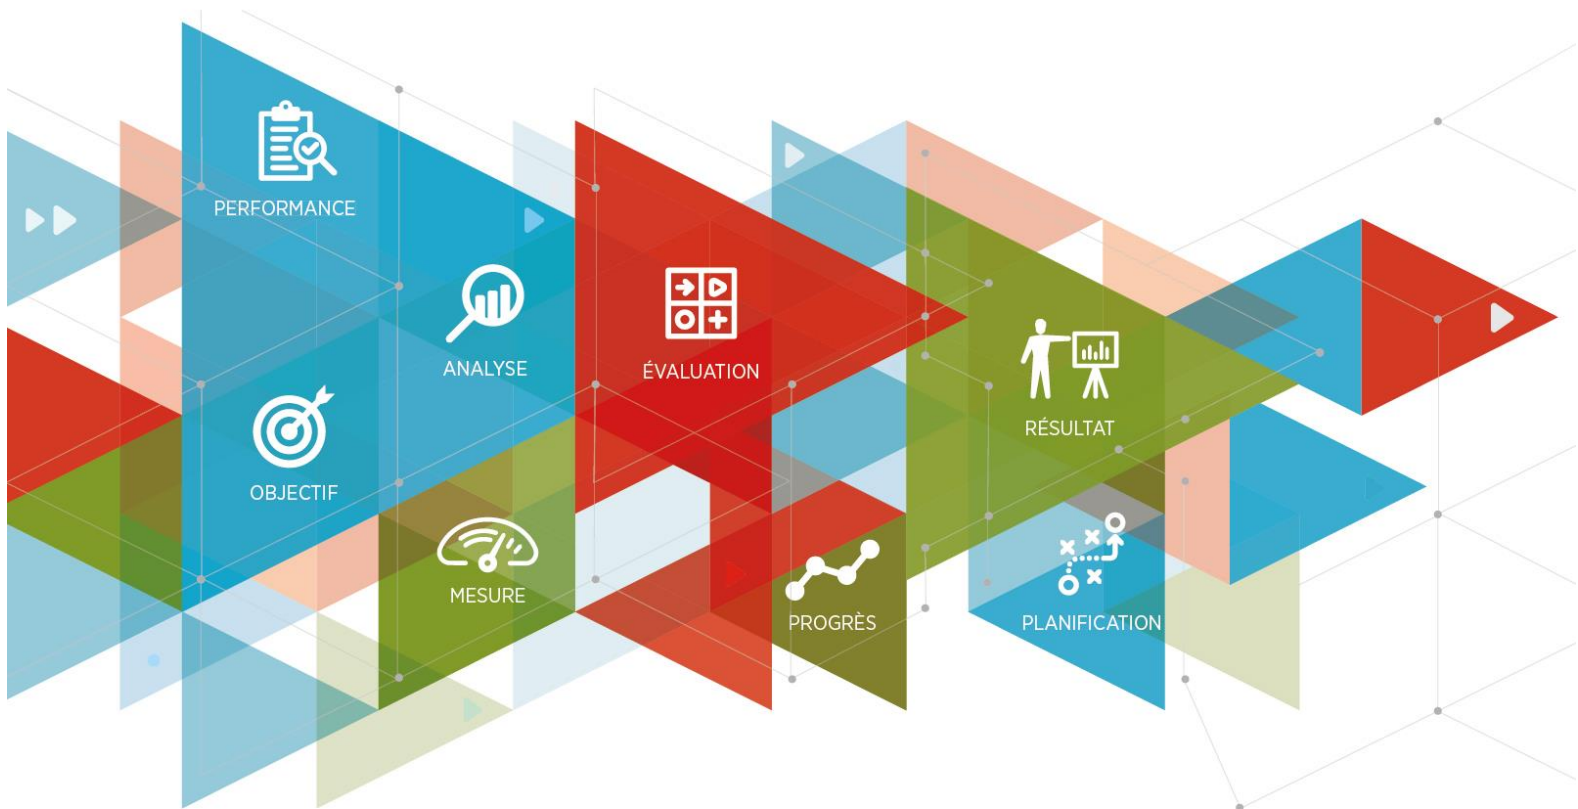 PERFORMANCE
ANALYSE
ÉVALUATION
RÉSULTAT
OBJECTIF
MESURE
PROGRÈS
PLANIFICATION